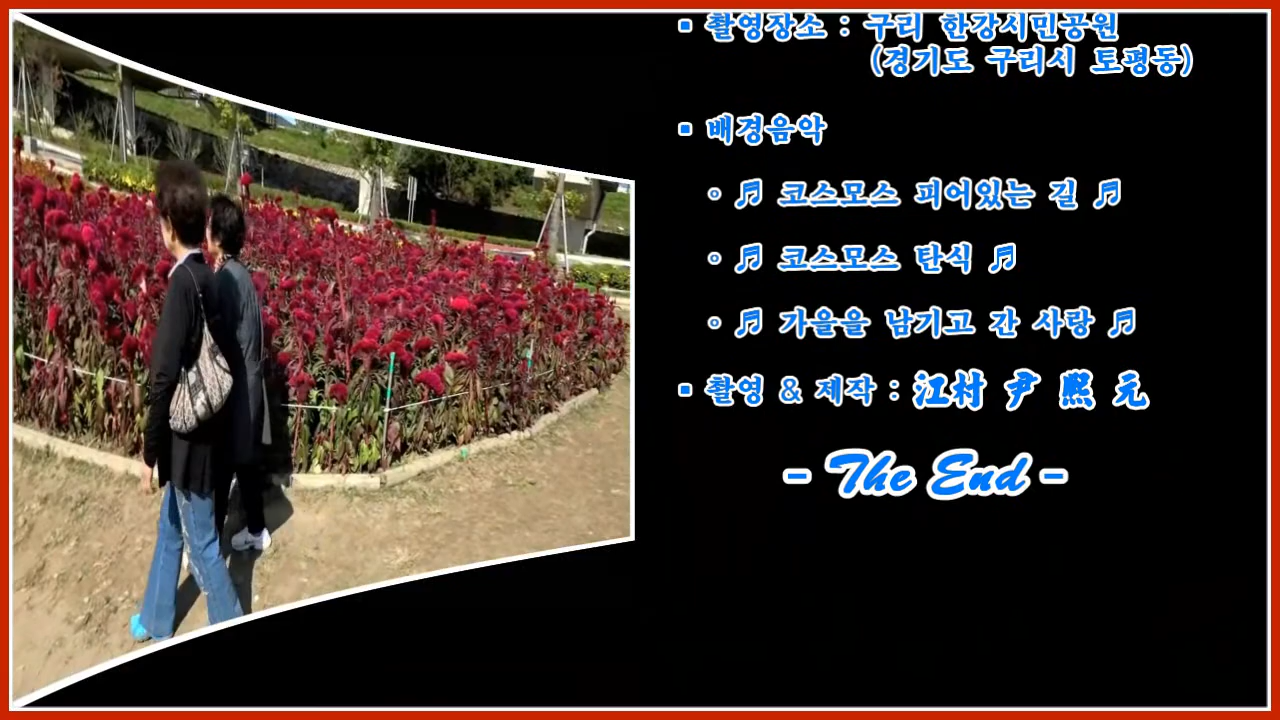 ▪ 촬영장소 : 구리 한강시민공원
(경기도 구리시 토평동)
▪ 배경음악
◦ ♬ 코스모스 피어있는 길 ♬
◦ ♬ 코스모스 탄식 ♬
◦ ♬ 가을을 남기고 간 사랑 ♬
▪ 촬영 & 제작 : 江村 尹 熙 元
- The End -